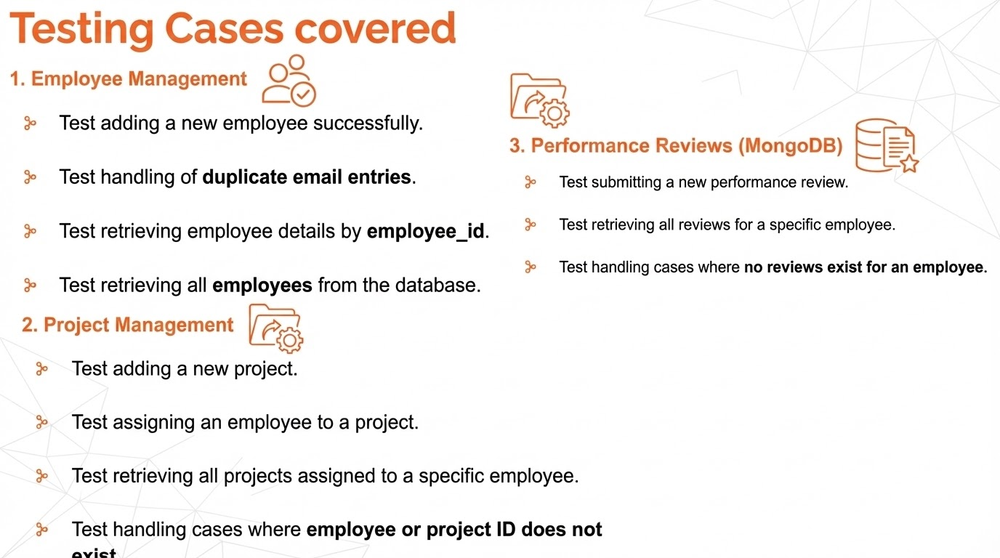 Testing Cases covered
1. Employee Management
Test adding a new employee successfully.
Test handling of duplicate email entries.
Test retrieving employee details by employee_id.
Test retrieving all employees from the database.
2. Project Management
Test adding a new project.
Test assigning an employee to a project.
Test retrieving all projects assigned to a specific employee.
Test handling cases where employee or project ID does not
exist.
3. Performance Reviews (MongoDB)
Test submitting a new performance review.
Test retrieving all reviews for a specific employee.
Test handling cases where no reviews exist for an employee.